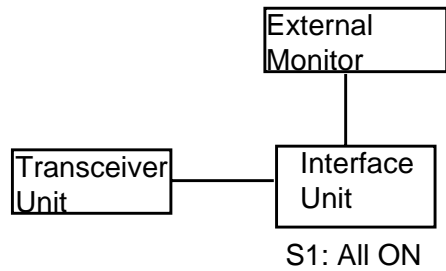 External
Monitor
Transceiver
Unit
Interface
Unit
S1: All ON